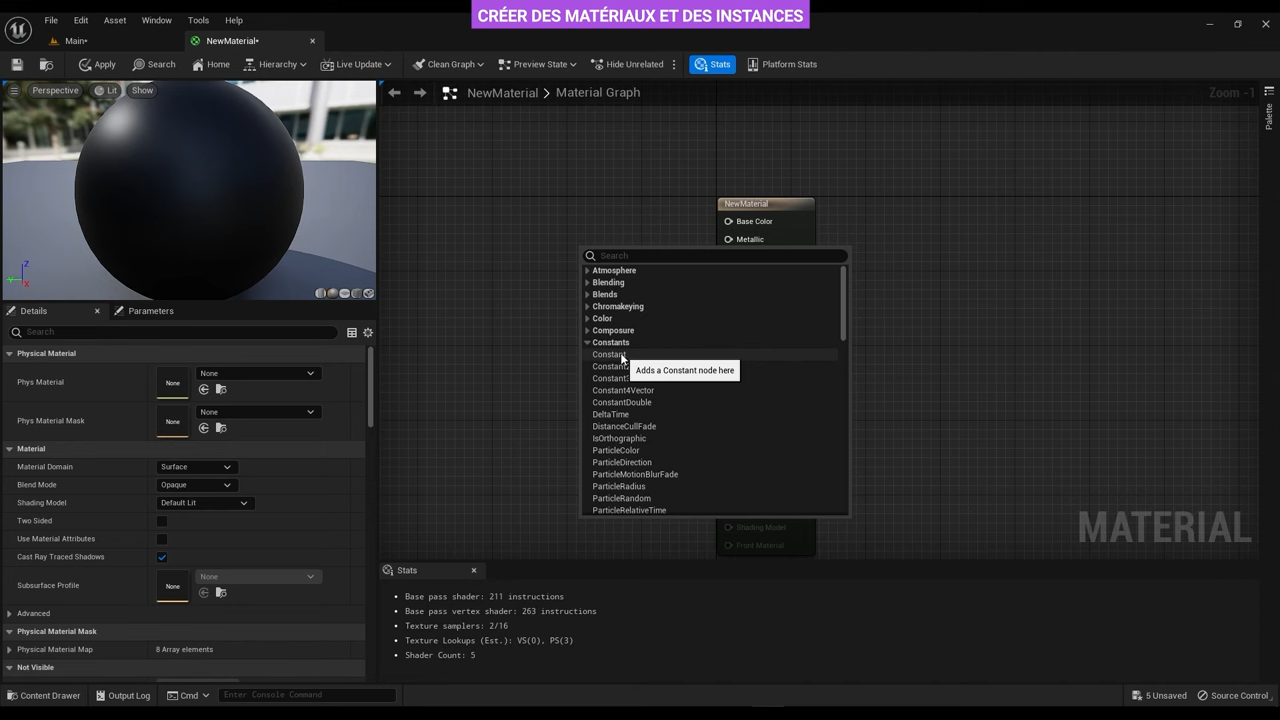 CRÉER DES MATÉRIAUX ET DES INSTANCES
File Edit Asset Window Tools Help
Main* NewMaterial*
Apply Search Home Hierarchy Live Update Clean Graph Preview State Hide Unrelated Stats Platform Stats
Perspective Lit Show
NewMaterial > Material Graph Zoom -1
Palette
NewMaterial
Base Color
Metallic
Search
Atmosphere
Blending
Blends
Chromakeying
Color
Composure
Constants
Constant
Adds a Constant node here
Constant4Vector
ConstantDouble
DeltaTime
DistanceCullFade
IsOrthographic
ParticleColor
ParticleDirection
ParticleMotionBlurFade
ParticleRadius
ParticleRandom
ParticleRelativeTime
Shading Model
Front Material
MATERIAL
Z
Y
X
Details Parameters
Search
Physical Material
Phys Material None None
Phys Material Mask None None
Material
Material Domain Surface
Blend Mode Opaque
Shading Model Default Lit
Two Sided
Use Material Attributes
Cast Ray Traced Shadows
Subsurface Profile None None
Advanced
Physical Material Mask
Physical Material Map 8 Array elements
Not Visible
Stats
Base pass shader: 211 instructions
Base pass vertex shader: 263 instructions
Texture samplers: 2/16
Texture Lookups (Est.): VS(0), PS(3)
Shader Count: 5
Content Drawer Output Log Cmd Enter Console Command 5 Unsaved Source Control